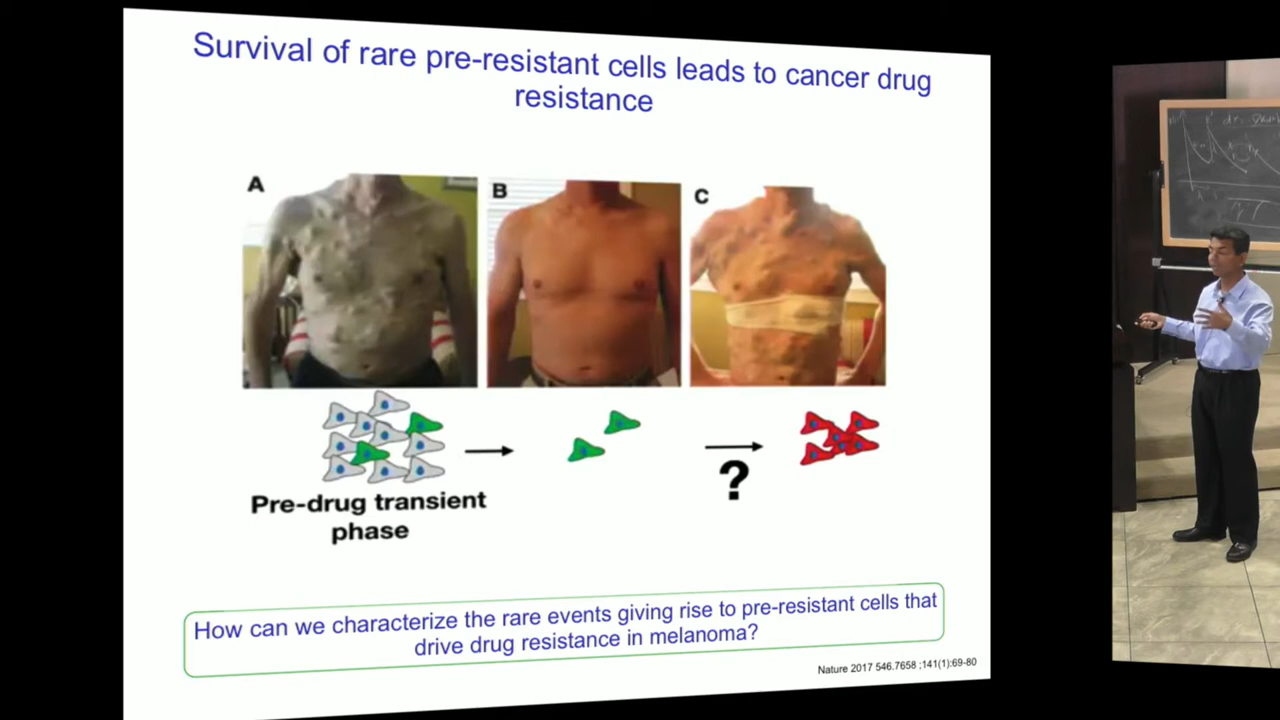 Survival of rare pre-resistant cells leads to cancer drug
resistance
A
B
C
?
Pre-drug transient
phase
How can we characterize the rare events giving rise to pre-resistant cells that
drive drug resistance in melanoma?
Nature 2017 546.7658 ;141(1):69-80